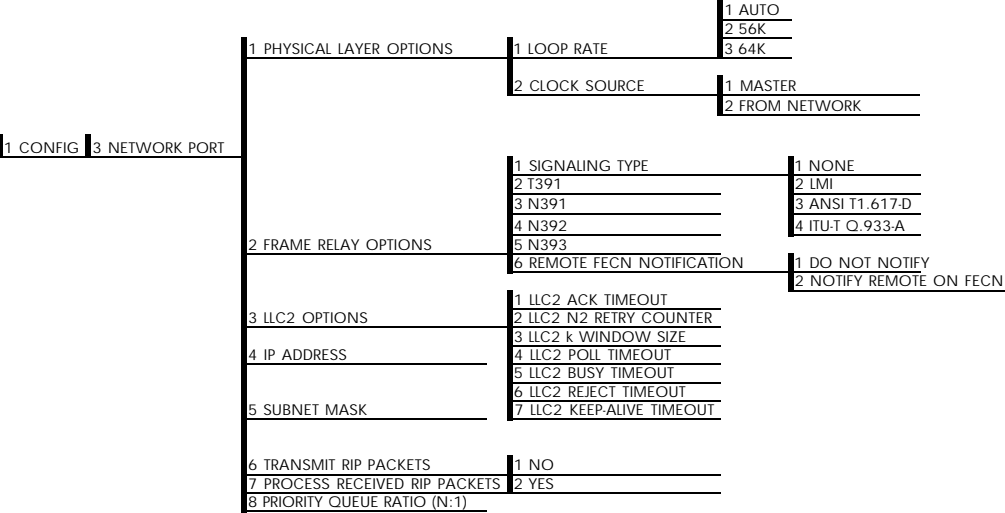 1 CONFIG
3 NETWORK PORT
1 PHYSICAL LAYER OPTIONS
1 LOOP RATE
1 AUTO
2 56K
3 64K
2 CLOCK SOURCE
1 MASTER
2 FROM NETWORK
2 FRAME RELAY OPTIONS
1 SIGNALING TYPE
1 NONE
2 LMI
3 ANSI T1.617-D
4 ITU-T Q.933-A
2 T391
3 N391
4 N392
5 N393
6 REMOTE FECN NOTIFICATION
1 DO NOT NOTIFY
2 NOTIFY REMOTE ON FECN
3 LLC2 OPTIONS
1 LLC2 ACK TIMEOUT
2 LLC2 N2 RETRY COUNTER
3 LLC2 k WINDOW SIZE
4 LLC2 POLL TIMEOUT
5 LLC2 BUSY TIMEOUT
6 LLC2 REJECT TIMEOUT
7 LLC2 KEEP-ALIVE TIMEOUT
4 IP ADDRESS
5 SUBNET MASK
6 TRANSMIT RIP PACKETS
7 PROCESS RECEIVED RIP PACKETS
1 NO
2 YES
8 PRIORITY QUEUE RATIO (N:1)